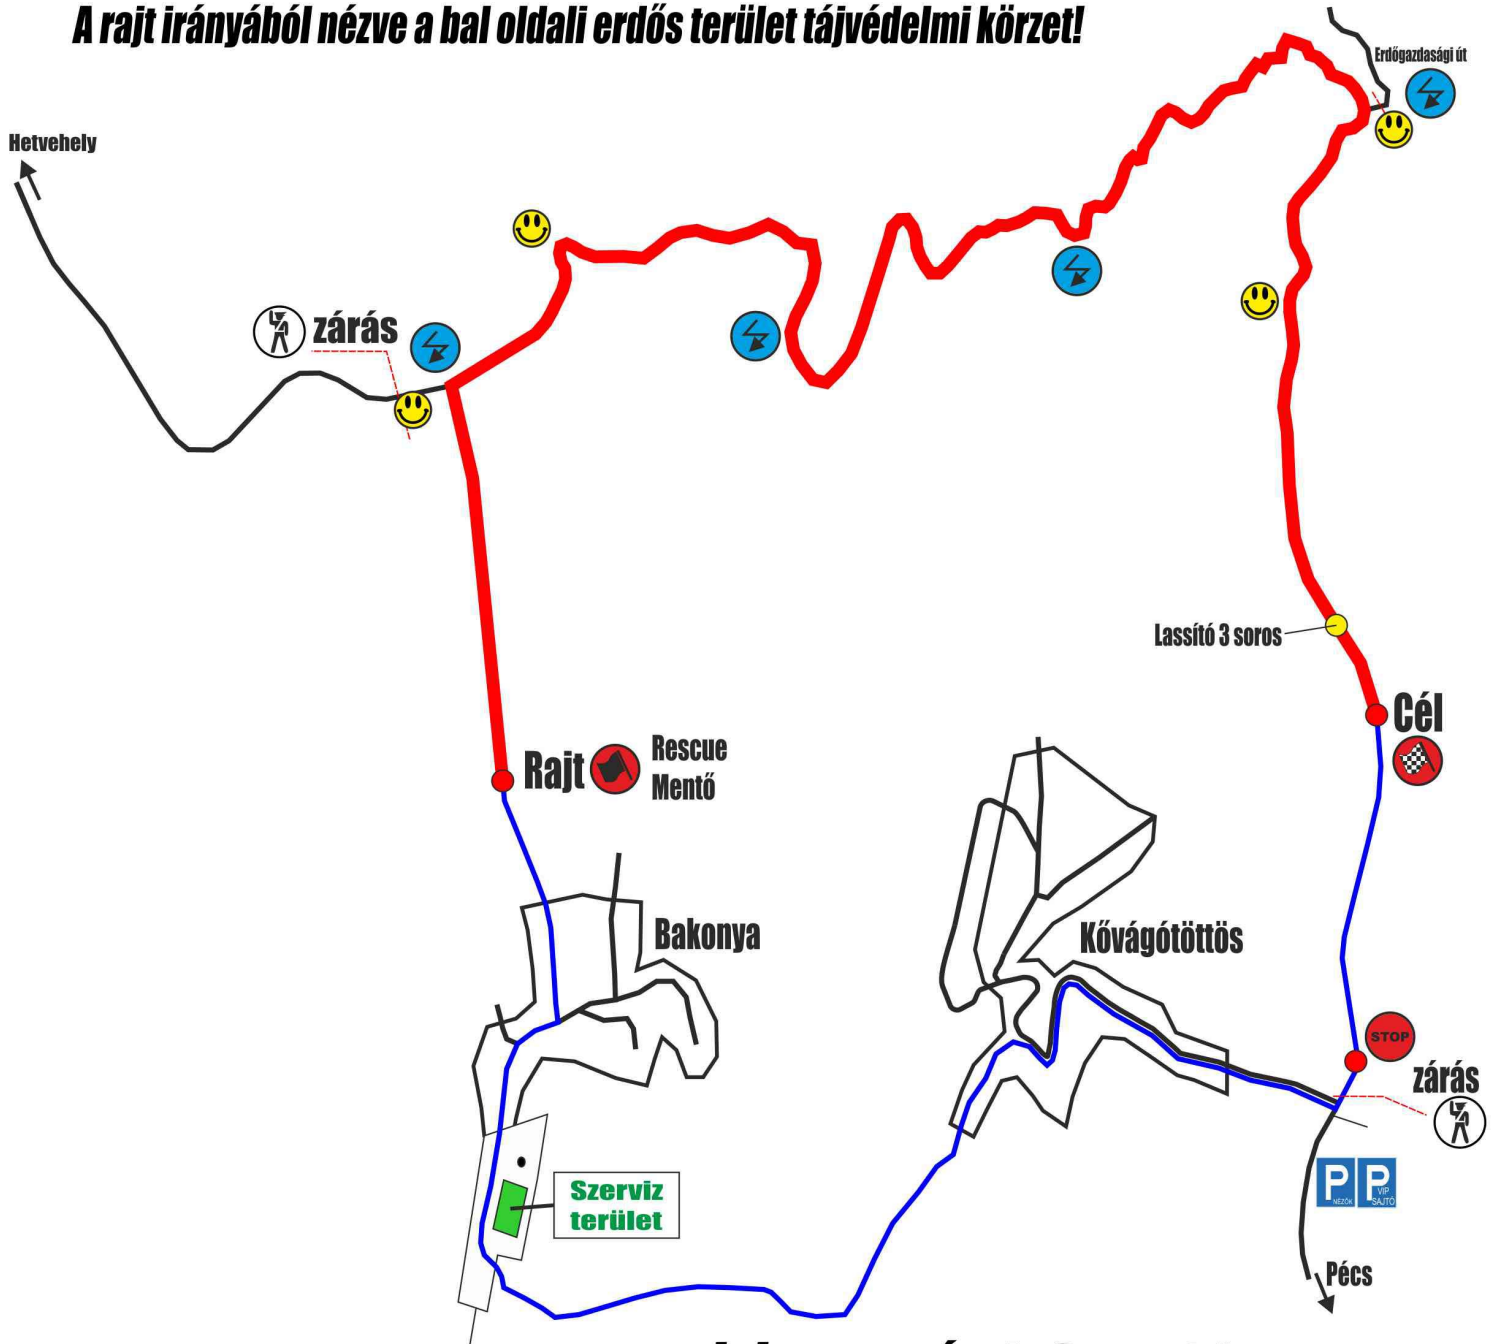 A rajt irányából nézve a bal oldali erdős terület tájvédelmi körzet!
Erdőgazdasági út
Hetvehely
zárás
Lassító 3 soros
Cél
Rajt
Rescue
Mentő
Bakonya
Kővágótöttös
STOP
zárás
Szerviz
terület
P P
NÉZŐK
VIP
SAJTÓ
Pécs